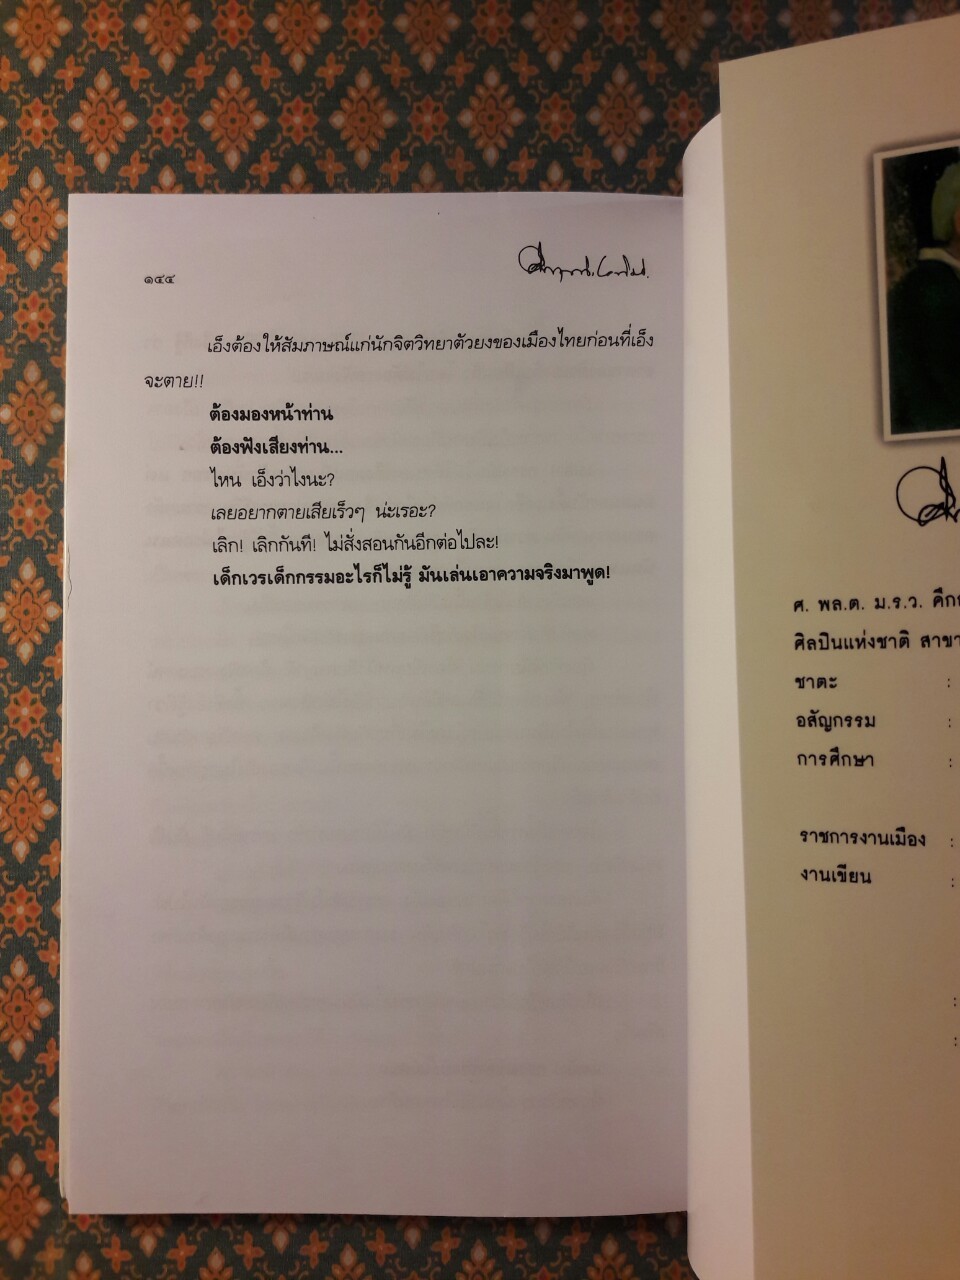 ๑๔๔
เอ็งต้องให้สัมภาษณ์แก่นักจิตวิทยาตัวยงของเมืองไทยก่อนที่เอ็ง
จะตาย!!
ต้องมองหน้าท่าน
ต้องฟังเสียงท่าน...
ไหน เอ็งว่าไงนะ?
เลยอยากตายเสียเร็วๆ น่ะเรอะ?
เลิก! เลิกกันที! ไม่สั่งสอนกันอีกต่อไปละ!
เด็กเวรเด็กกรรมอะไรก็ไม่รู้ มันเล่นเอาความจริงมาพูด!
ศ. พล.ต. ม.ร.ว. คึก
ศิลปินแห่งชาติ สาขา
ชาตะ :
อสัญกรรม :
การศึกษา :
ราชการงานเมือง :
งานเขียน :
:
: